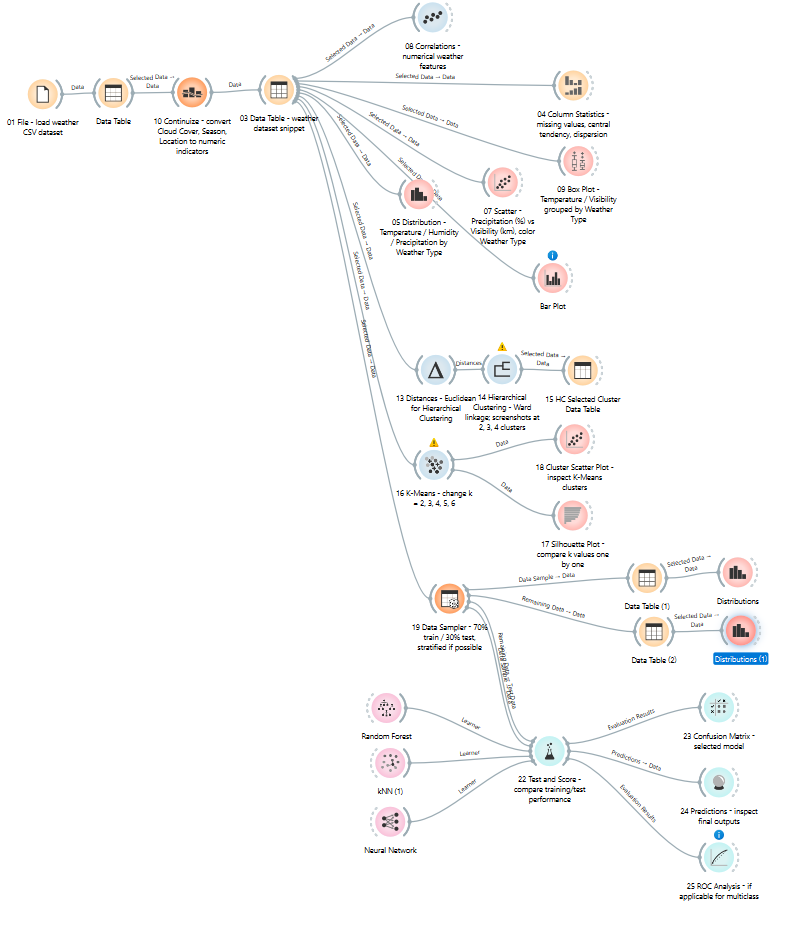 Selected Data → Data
08 Correlations -
numerical weather
features
Selected Data → Data
04 Column Statistics -
missing values, central
tendency, dispersion
Data
Selected Data →
Data
Data
01 File - load weather
CSV dataset
Data Table
10 Continuize - convert
Cloud Cover, Season,
Location to numeric
indicators
03 Data Table - weather
dataset snippet
Selected Data → Data
09 Box Plot -
Temperature / Visibility
grouped by Weather
Type
Selected Data → Data
07 Scatter -
Precipitation (%) vs
Visibility (km), color
Weather Type
Selected Data → Data
05 Distribution -
Temperature / Humidity
/ Precipitation by
Weather Type
Selected
Bar Plot
Selected Data → Data
Selected Data → Data
Selected Data → Data
Distances
Selected Data →
Data
13 Distances - Euclidean
for Hierarchical
Clustering
14 Hierarchical
Clustering - Ward
linkage; screenshots at
2, 3, 4 clusters
15 HC Selected Cluster
Data Table
Data
18 Cluster Scatter Plot -
inspect K-Means
clusters
16 K-Means - change k
= 2, 3, 4, 5, 6
Data
17 Silhouette Plot -
compare k values one
by one
Data Sample → Data
Selected Data →
Data
Data Table (1)
Distributions
Remaining Data → Data
Selected Data →
Data
19 Data Sampler - 70%
train / 30% test,
stratified if possible
Data Table (2)
Distributions (1)
Learner
Random Forest
Learner
kNN (1)
Learner
Neural Network
22 Test and Score -
compare training/test
performance
Evaluation Results
23 Confusion Matrix -
selected model
Predictions → Data
24 Predictions - inspect
final outputs
Evaluation Results
25 ROC Analysis - if
applicable for multiclass